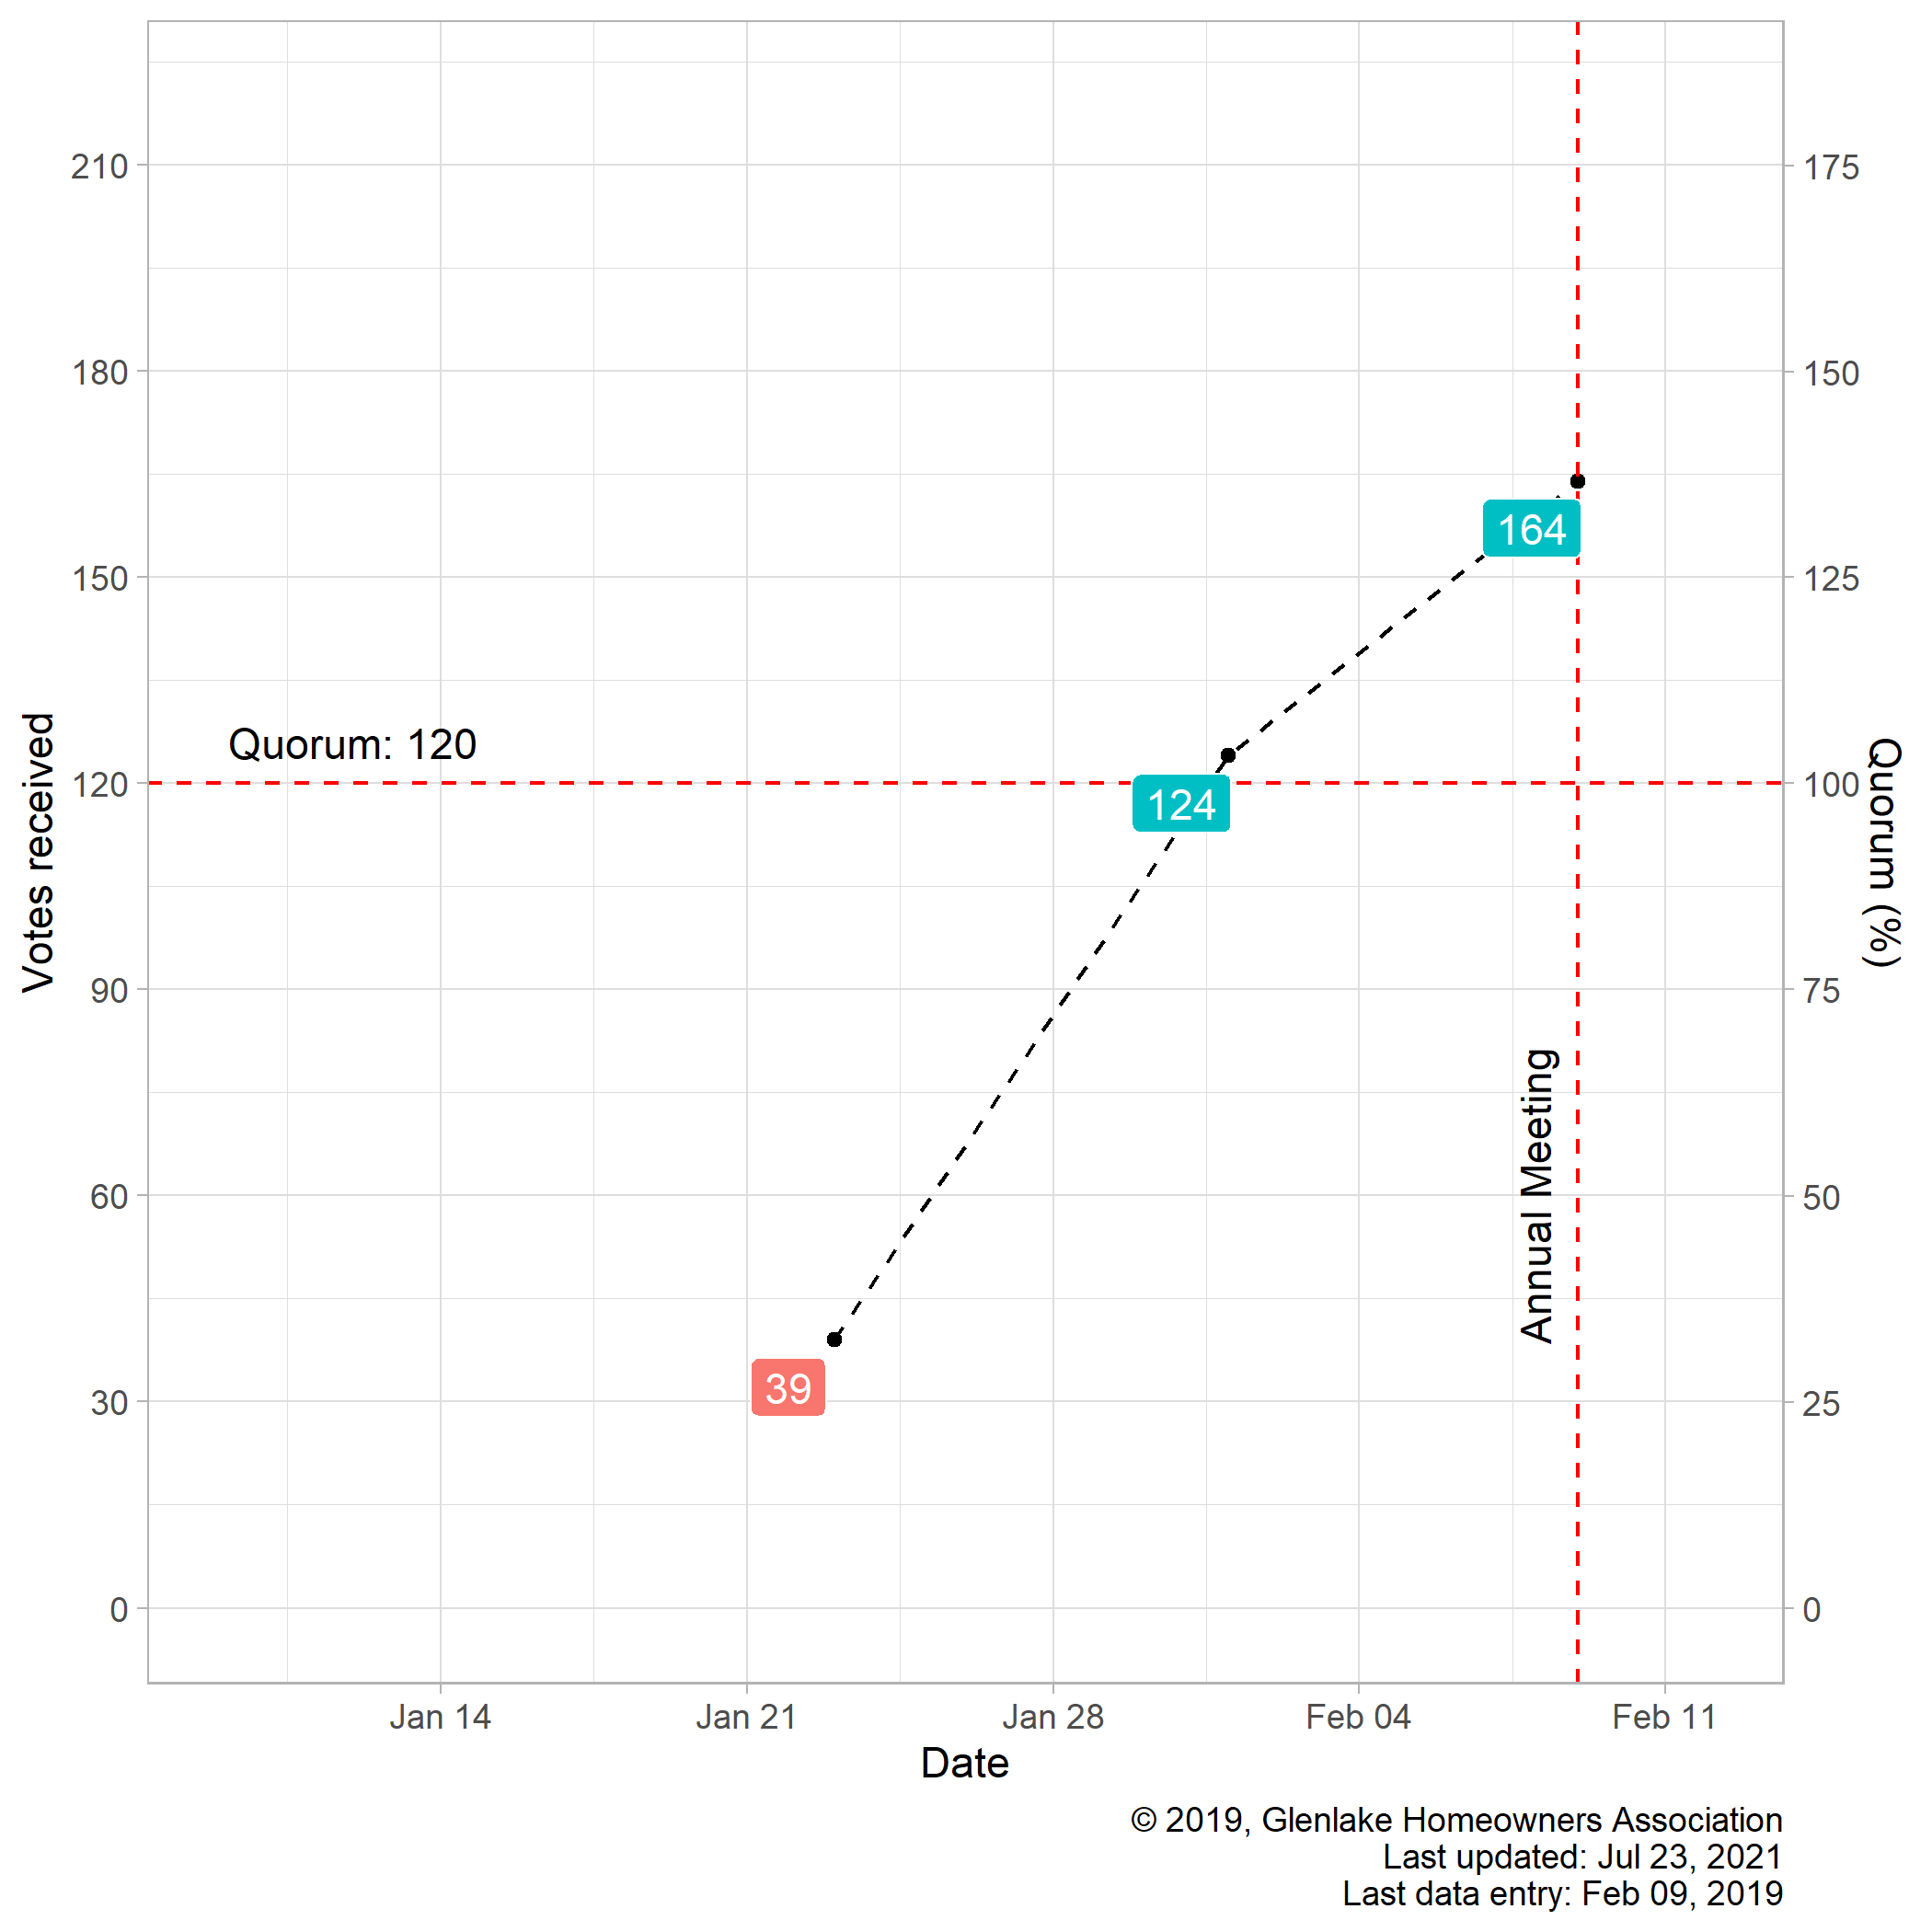 210
180
150
120
90
60
30
0
Votes received
175
150
125
100
75
50
25
0
Quorum (%)
Quorum: 120
164
124
39
Annual Meeting
Jan 14
Jan 21
Jan 28
Feb 04
Feb 11
Date
© 2019, Glenlake Homeowners Association
Last updated: Jul 23, 2021
Last data entry: Feb 09, 2019